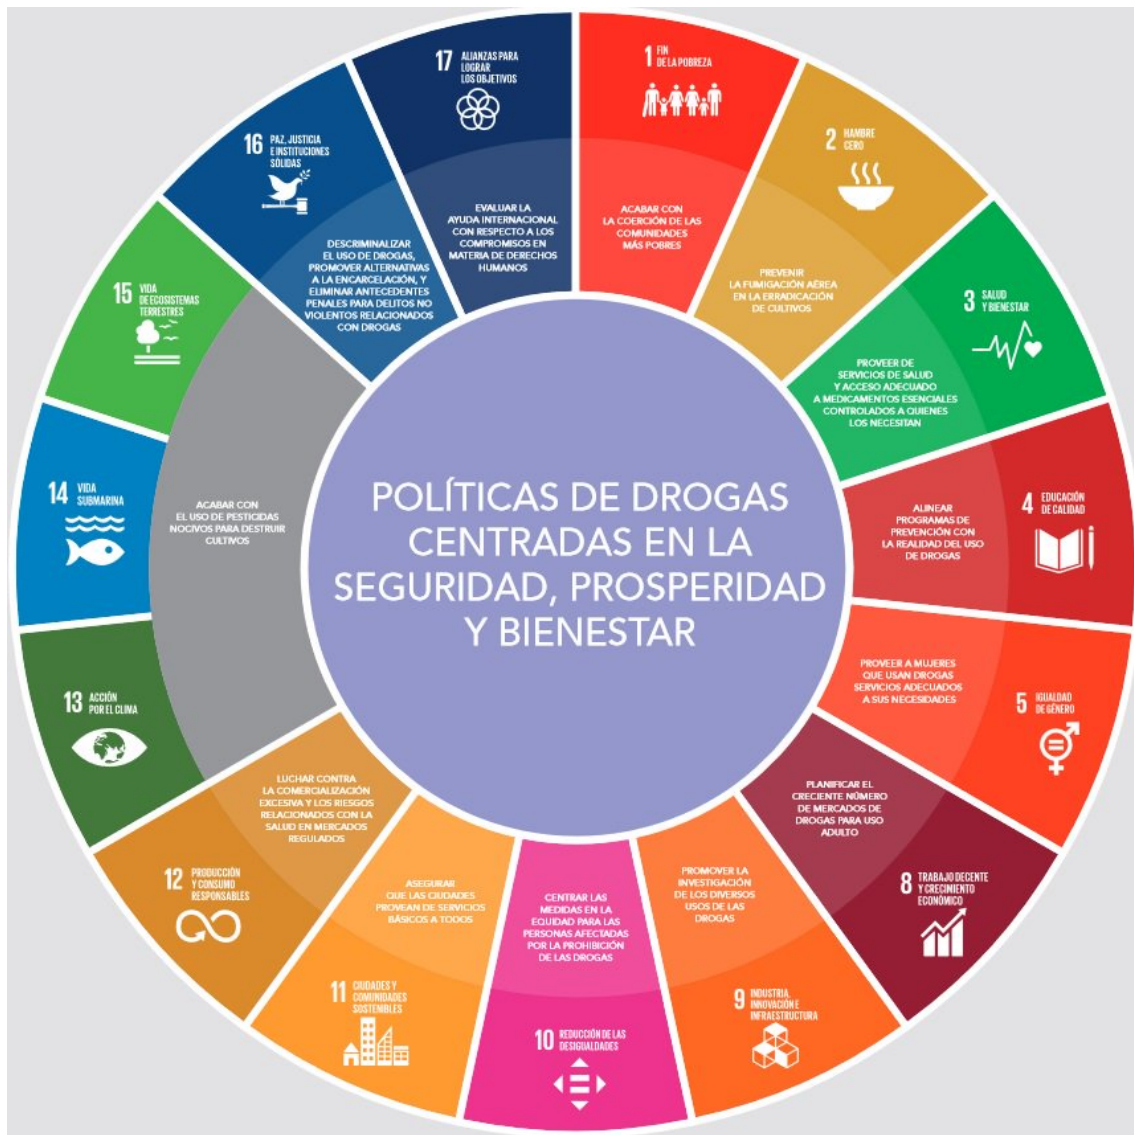 POLÍTICAS DE DROGAS
CENTRADAS EN LA
SEGURIDAD, PROSPERIDAD
Y BIENESTAR
1 FIN
DE LA POBREZA
ACABAR CON
LA COERCIÓN DE LAS
COMUNIDADES
MÁS POBRES
2 HAMBRE
CERO
PREVENIR
LA FUMIGACIÓN AÉREA
EN LA ERRADICACIÓN
DE CULTIVOS
3 SALUD
Y BIENESTAR
PROVEER DE
SERVICIOS DE SALUD
Y ACCESO ADECUADO
A MEDICAMENTOS ESENCIALES
CONTROLADOS A QUIENES
LOS NECESITAN
4 EDUCACIÓN
DE CALIDAD
ALINEAR
PROGRAMAS DE
PREVENCIÓN CON
LA REALIDAD DEL USO
DE DROGAS
5 IGUALDAD
DE GÉNERO
PROVEER A MUJERES
QUE USAN DROGAS
SERVICIOS ADECUADOS
A SUS NECESIDADES
8 TRABAJO DECENTE
Y CRECIMIENTO
ECONÓMICO
PLANIFICAR EL
CRECIENTE NÚMERO
DE MERCADOS DE
DROGAS PARA USO
ADULTO
9 INDUSTRIA,
INNOVACIÓN E
INFRAESTRUCTURA
PROMOVER LA
INVESTIGACIÓN
DE LOS DIVERSOS
USOS DE LAS
DROGAS
10 REDUCCIÓN DE LAS
DESIGUALDADES
CENTRAR LAS
MEDIDAS EN LA
EQUIDAD PARA LAS
PERSONAS AFECTADAS
POR LA PROHIBICIÓN
DE LAS DROGAS
11 CIUDADES Y
COMUNIDADES
SOSTENIBLES
ASEGURAR
QUE LAS CIUDADES
PROVEAN DE SERVICIOS
BÁSICOS A TODOS
12 PRODUCCIÓN
Y CONSUMO
RESPONSABLES
LUCHAR CONTRA
LA COMERCIALIZACIÓN
EXCESIVA Y LOS RIESGOS
RELACIONADOS CON LA
SALUD EN MERCADOS
REGULADOS
13 ACCIÓN
POR EL CLIMA
14 VIDA
SUBMARINA
15 VIDA
DE ECOSISTEMAS
TERRESTRES
ACABAR CON
EL USO DE PESTICIDAS
NOCIVOS PARA DESTRUIR
CULTIVOS
16 PAZ, JUSTICIA
E INSTITUCIONES
SÓLIDAS
DESCRIMINALIZAR
EL USO DE DROGAS,
PROMOVER ALTERNATIVAS
A LA ENCARCELACIÓN, Y
ELIMINAR ANTECEDENTES
PENALES PARA DELITOS NO
VIOLENTOS RELACIONADOS
CON DROGAS
17 ALIANZAS PARA
LOGRAR
LOS OBJETIVOS
EVALUAR LA
AYUDA INTERNACIONAL
CON RESPECTO A LOS
COMPROMISOS EN
MATERIA DE DERECHOS
HUMANOS